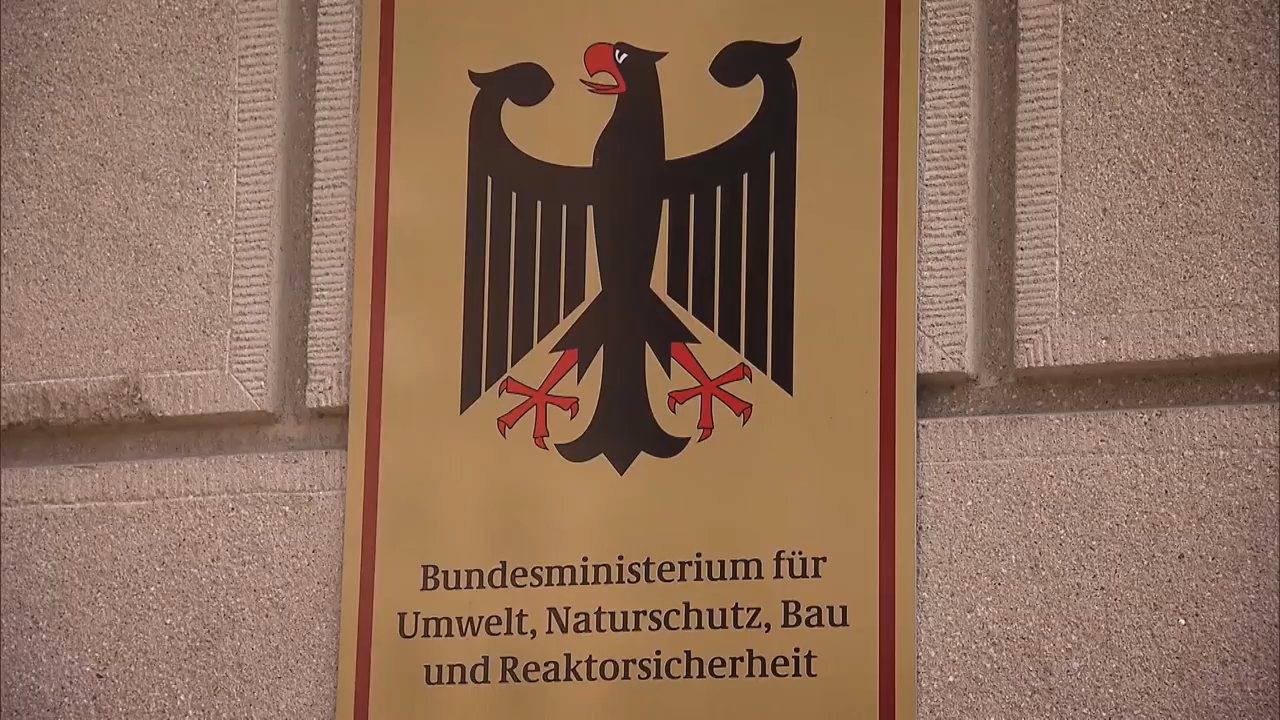 Bundesministerium für
Umwelt, Naturschutz, Bau
und Reaktorsicherheit